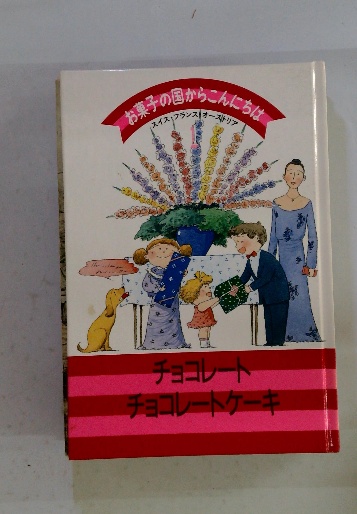 お菓子の国からこんにちは
スイス・フランス・オーストリア
チョコレート
チョコレートケーキ